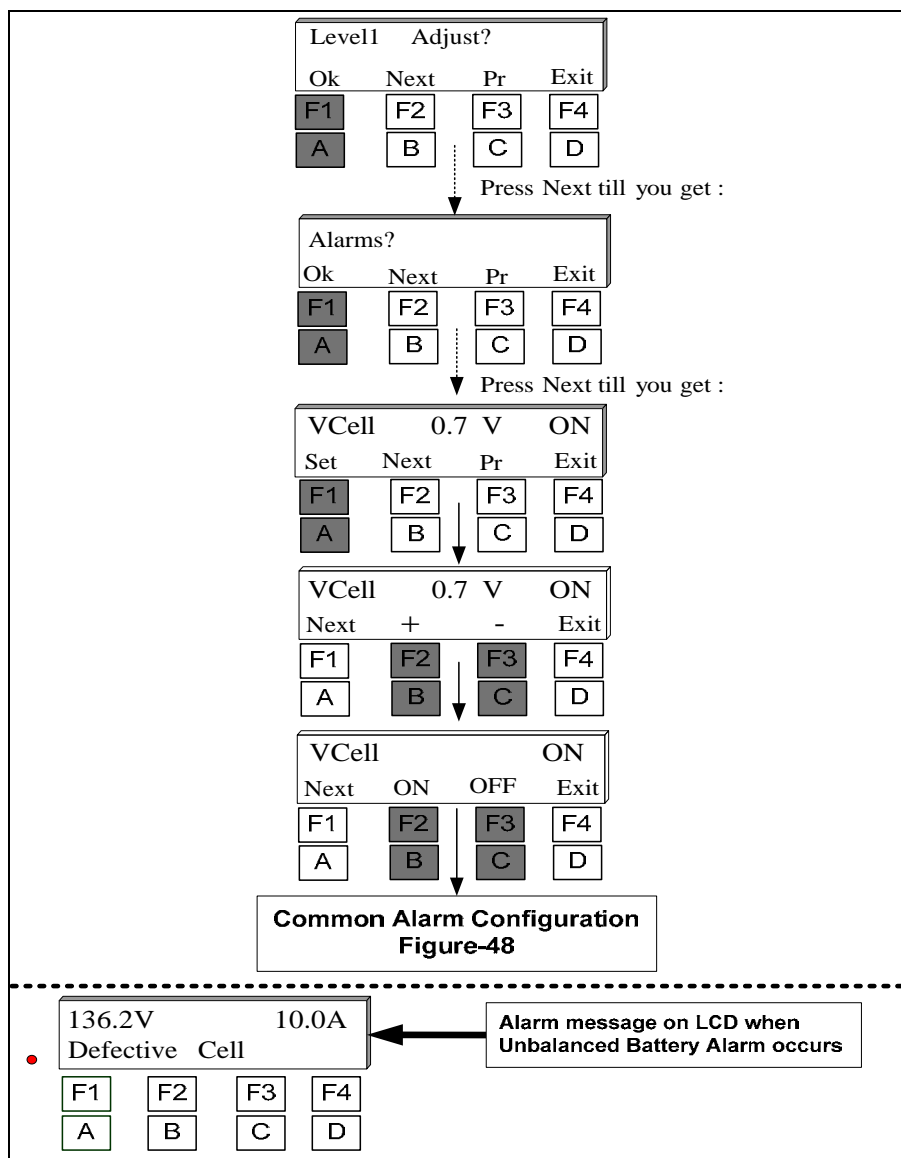 Level1 Adjust?
Ok Next Pr Exit
F1 F2 F3 F4
A B C D
Press Next till you get :
Alarms?
Ok Next Pr Exit
F1 F2 F3 F4
A B C D
Press Next till you get :
VCell 0.7 V ON
Set Next Pr Exit
F1 F2 F3 F4
A B C D
VCell 0.7 V ON
Next + - Exit
F1 F2 F3 F4
A B C D
VCell ON
Next ON OFF Exit
F1 F2 F3 F4
A B C D
Common Alarm Configuration
Figure-48
136.2V 10.0A
Defective Cell
Alarm message on LCD when
Unbalanced Battery Alarm occurs
F1 F2 F3 F4
A B C D